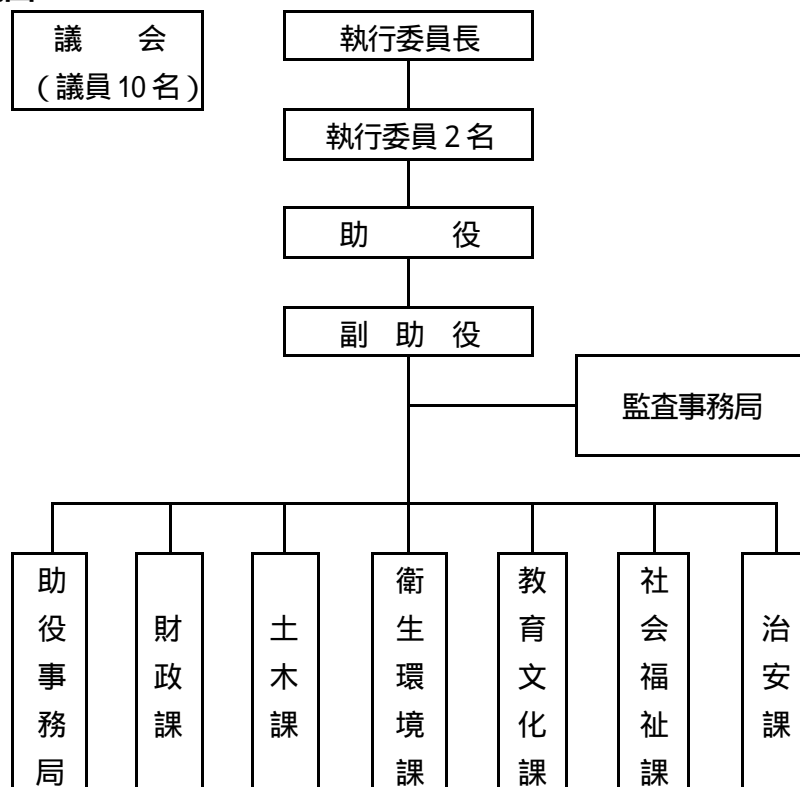 議　会
（議員10名）
執行委員長
執行委員２名
助　役
副　助　役
監査事務局
助役事務局
財政課
土木課
衛生環境課
教育文化課
社会福祉課
治安課